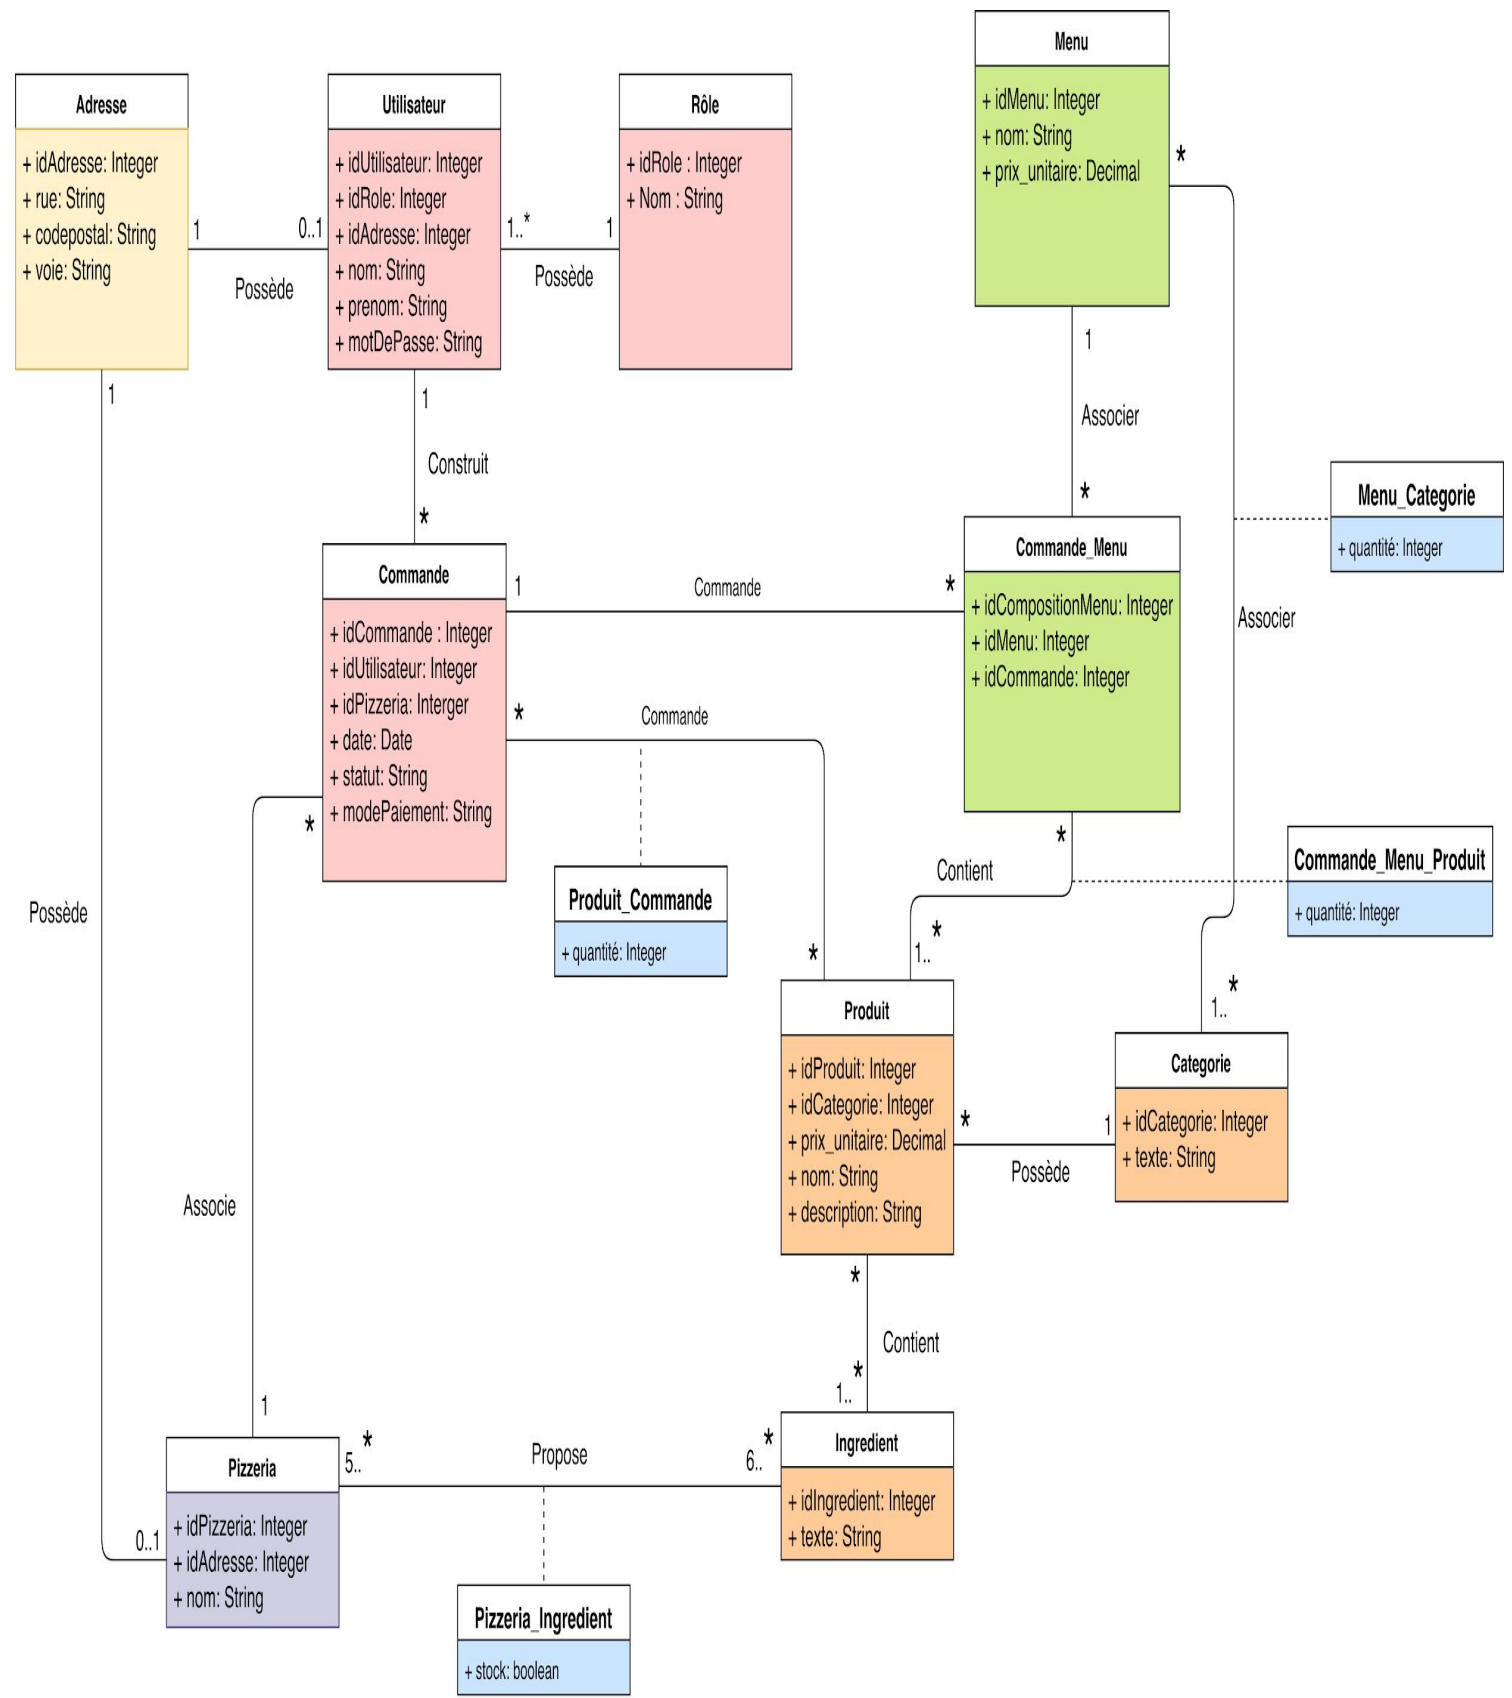 Menu
+ idMenu: Integer
+ nom: String
+ prix_unitaire: Decimal
*
Adresse
+ idAdresse: Integer
+ rue: String
+ codepostal: String
+ voie: String
1
0..1
Possède
Utilisateur
+ idUtilisateur: Integer
+ idRole: Integer
+ idAdresse: Integer
+ nom: String
+ prenom: String
+ motDePasse: String
1..*
1
Possède
Rôle
+ idRole : Integer
+ Nom : String
1
1
Construit
*
1
Associer
*
Menu_Categorie
+ quantité: Integer
Associer
Commande
+ idCommande : Integer
+ idUtilisateur: Integer
+ idPizzeria: Interger
+ date: Date
+ statut: String
+ modePaiement: String
1
Commande
*
Commande_Menu
+ idCompositionMenu: Integer
+ idMenu: Integer
+ idCommande: Integer
*
Commande
*
Produit_Commande
+ quantité: Integer
*
*
Contient
1..*
Commande_Menu_Produit
+ quantité: Integer
Possède
1..*
Produit
+ idProduit: Integer
+ idCategorie: Integer
+ prix_unitaire: Decimal
+ nom: String
+ description: String
*
1
Possède
Categorie
+ idCategorie: Integer
+ texte: String
Associe
*
Contient
1..*
1
Pizzeria
+ idPizzeria: Integer
+ idAdresse: Integer
+ nom: String
0..1
5..*
Propose
6..*
Ingredient
+ idIngredient: Integer
+ texte: String
Pizzeria_Ingredient
+ stock: boolean